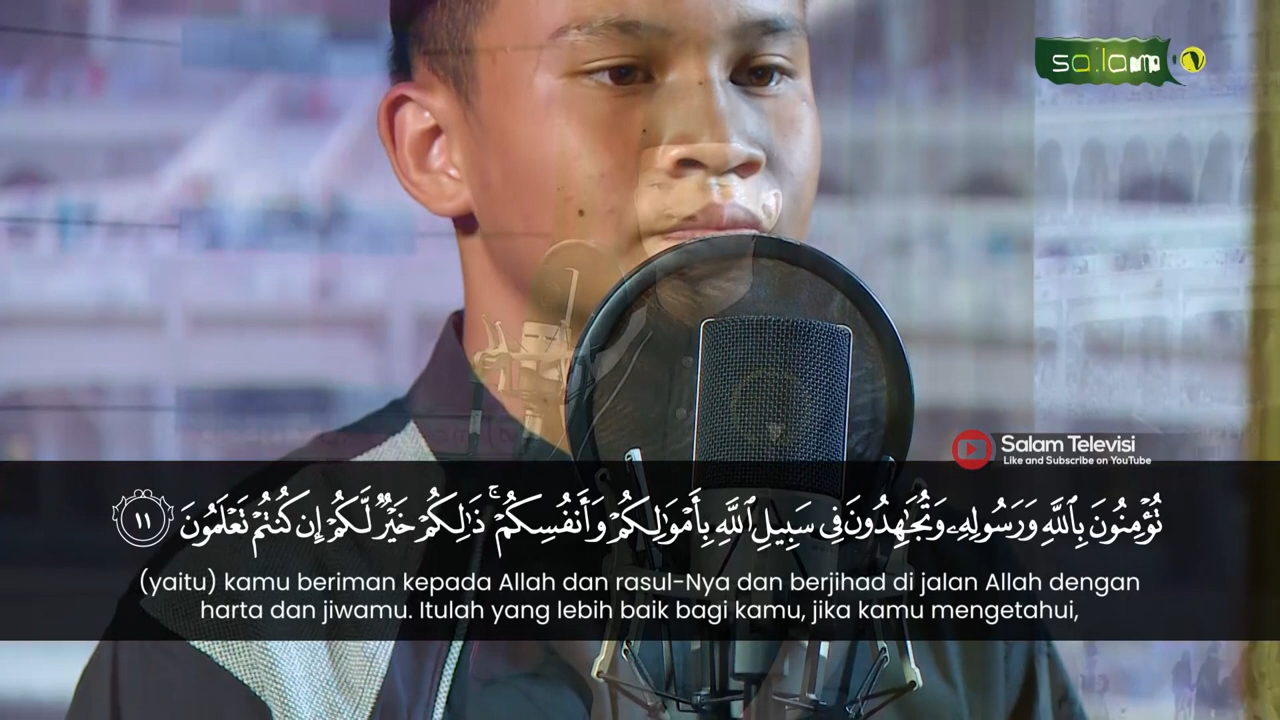 salam
Salam Televisi
Like and Subscribe on YouTube
تُؤْمِنُونَ بِٱللَّهِ وَرَسُولِهِۦ وَتُجَٰهِدُونَ فِى سَبِيلِ ٱللَّهِ بِأَمْوَٰلِكُمْ وَأَنفُسِكُمْ ۚ ذَٰلِكُمْ خَيْرٌ لَّكُمْ إِن كُنتُمْ تَعْلَمُونَ ١١
(yaitu) kamu beriman kepada Allah dan rasul-Nya dan berjihad di jalan Allah dengan
harta dan jiwamu. Itulah yang lebih baik bagi kamu, jika kamu mengetahui,